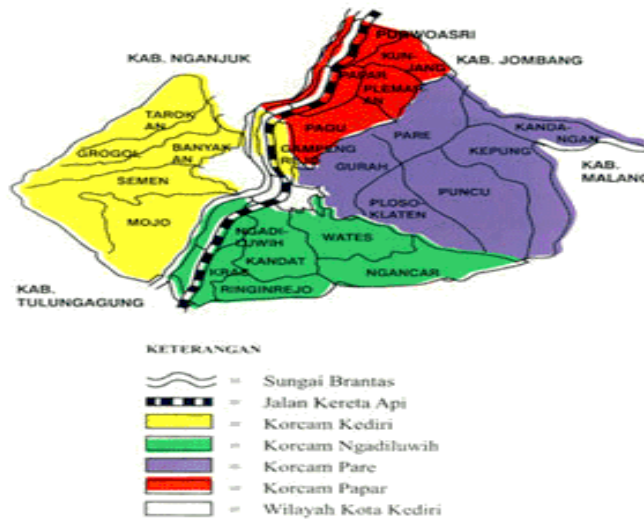 PURWOASRI
KAB. NGANJUK
KUN-
JANG
KAB. JOMBANG
PAPAR
PLEMAH-
AN
TAROK
AN
PAGU
PARE
KANDA-
NGAN
GROGOL
BANYAK
AN
GAMPENG
REJO
KEPUNG
KAB.
MALANG
GURAH
SEMEN
PUNCU
PLOSO-
KLATEN
MOJO
NGADI-
LUWIH
WATES
KANDAT
KRAS
NGANCAR
KAB.
TULUNGAGUNG
RINGINREJO
KETERANGAN
= Sungai Brantas
= Jalan Kereta Api
= Korcam Kediri
= Korcam Ngadiluwih
= Korcam Pare
= Korcam Papar
= Wilayah Kota Kediri